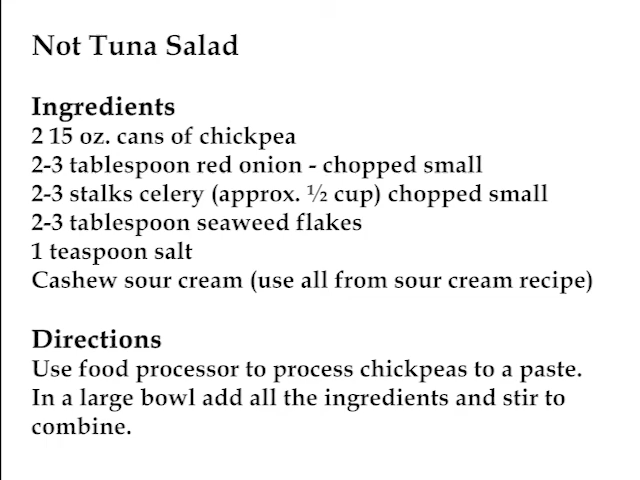 Not Tuna Salad
Ingredients
2 15 oz. cans of chickpea
2-3 tablespoon red onion - chopped small
2-3 stalks celery (approx. ½ cup) chopped small
2-3 tablespoon seaweed flakes
1 teaspoon salt
Cashew sour cream (use all from sour cream recipe)
Directions
Use food processor to process chickpeas to a paste.
In a large bowl add all the ingredients and stir to
combine.